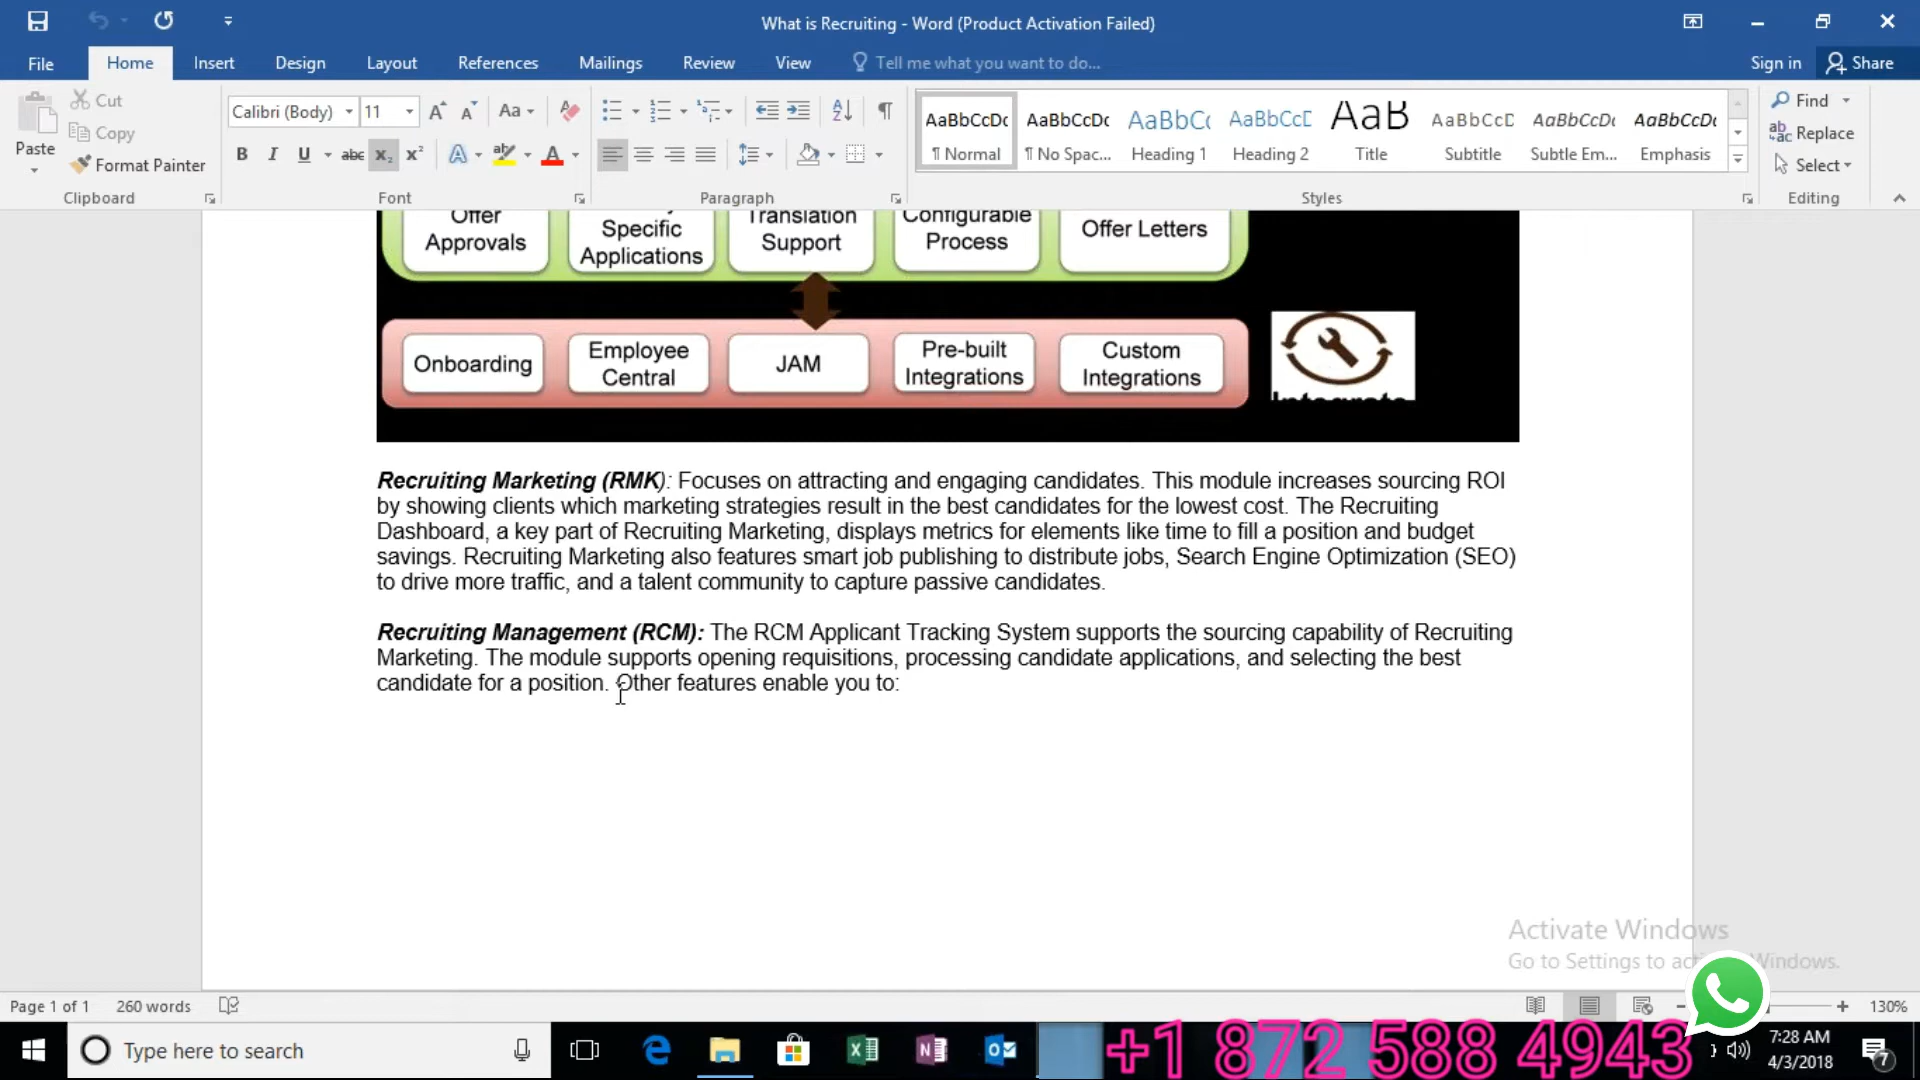 What is Recruiting - Word (Product Activation Failed)
File Home Insert Design Layout References Mailings Review View Tell me what you want to do... Sign in Share
Cut
Copy
Paste
Format Painter
Clipboard
Calibri (Body) 11
Font
Paragraph
AaBbCcDc AaBbCcDc AaBbC AaBbCcD AaB AaBbCcD AaBbCcDc AaBbCcDc
¶ Normal ¶ No Spac... Heading 1 Heading 2 Title Subtitle Subtle Em... Emphasis
Styles
Find
Replace
Select
Editing
Offer Approvals
Specific Applications
Translation Support
Configurable Process
Offer Letters
Onboarding
Employee Central
JAM
Pre-built Integrations
Custom Integrations
Recruiting Marketing (RMK): Focuses on attracting and engaging candidates. This module increases sourcing ROI
by showing clients which marketing strategies result in the best candidates for the lowest cost. The Recruiting
Dashboard, a key part of Recruiting Marketing, displays metrics for elements like time to fill a position and budget
savings. Recruiting Marketing also features smart job publishing to distribute jobs, Search Engine Optimization (SEO)
to drive more traffic, and a talent community to capture passive candidates.
Recruiting Management (RCM): The RCM Applicant Tracking System supports the sourcing capability of Recruiting
Marketing. The module supports opening requisitions, processing candidate applications, and selecting the best
candidate for a position. Other features enable you to:
Activate Windows
Go to Settings to Windows.
Page 1 of 1 260 words 130%
Type here to search
+1 872 588 4943
7:28 AM
4/3/2018
7